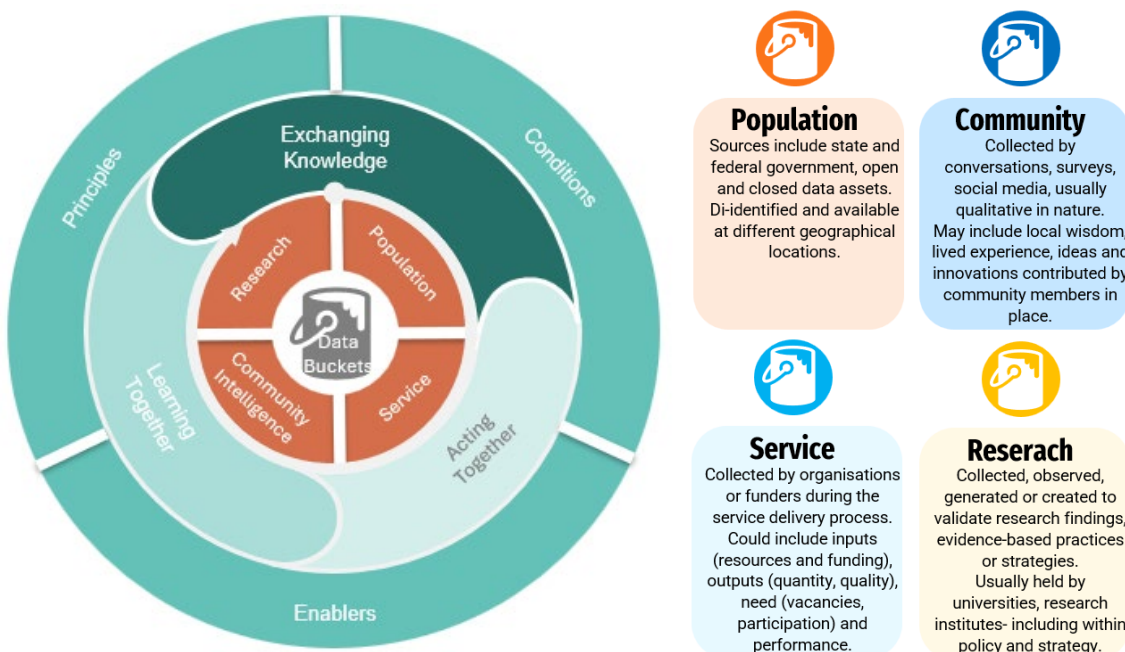 Principles
Conditions
Enablers
Exchanging
Knowledge
Learning
Together
Acting
Together
Research
Population
Community
Intelligence
Service
Data
Buckets
Population
Sources include state and
federal government, open
and closed data assets.
Di-identified and available
at different geographical
locations.
Community
Collected by
conversations, surveys,
social media, usually
qualitative in nature.
May include local wisdom,
lived experience, ideas and
innovations contributed by
community members in
place.
Service
Collected by organisations
or funders during the
service delivery process.
Could include inputs
(resources and funding),
outputs (quantity, quality),
need (vacancies,
participation) and
performance.
Reserach
Collected, observed,
generated or created to
validate research findings,
evidence-based practices
or strategies.
Usually held by
universities, research
institutes- including within
policy and strategy.